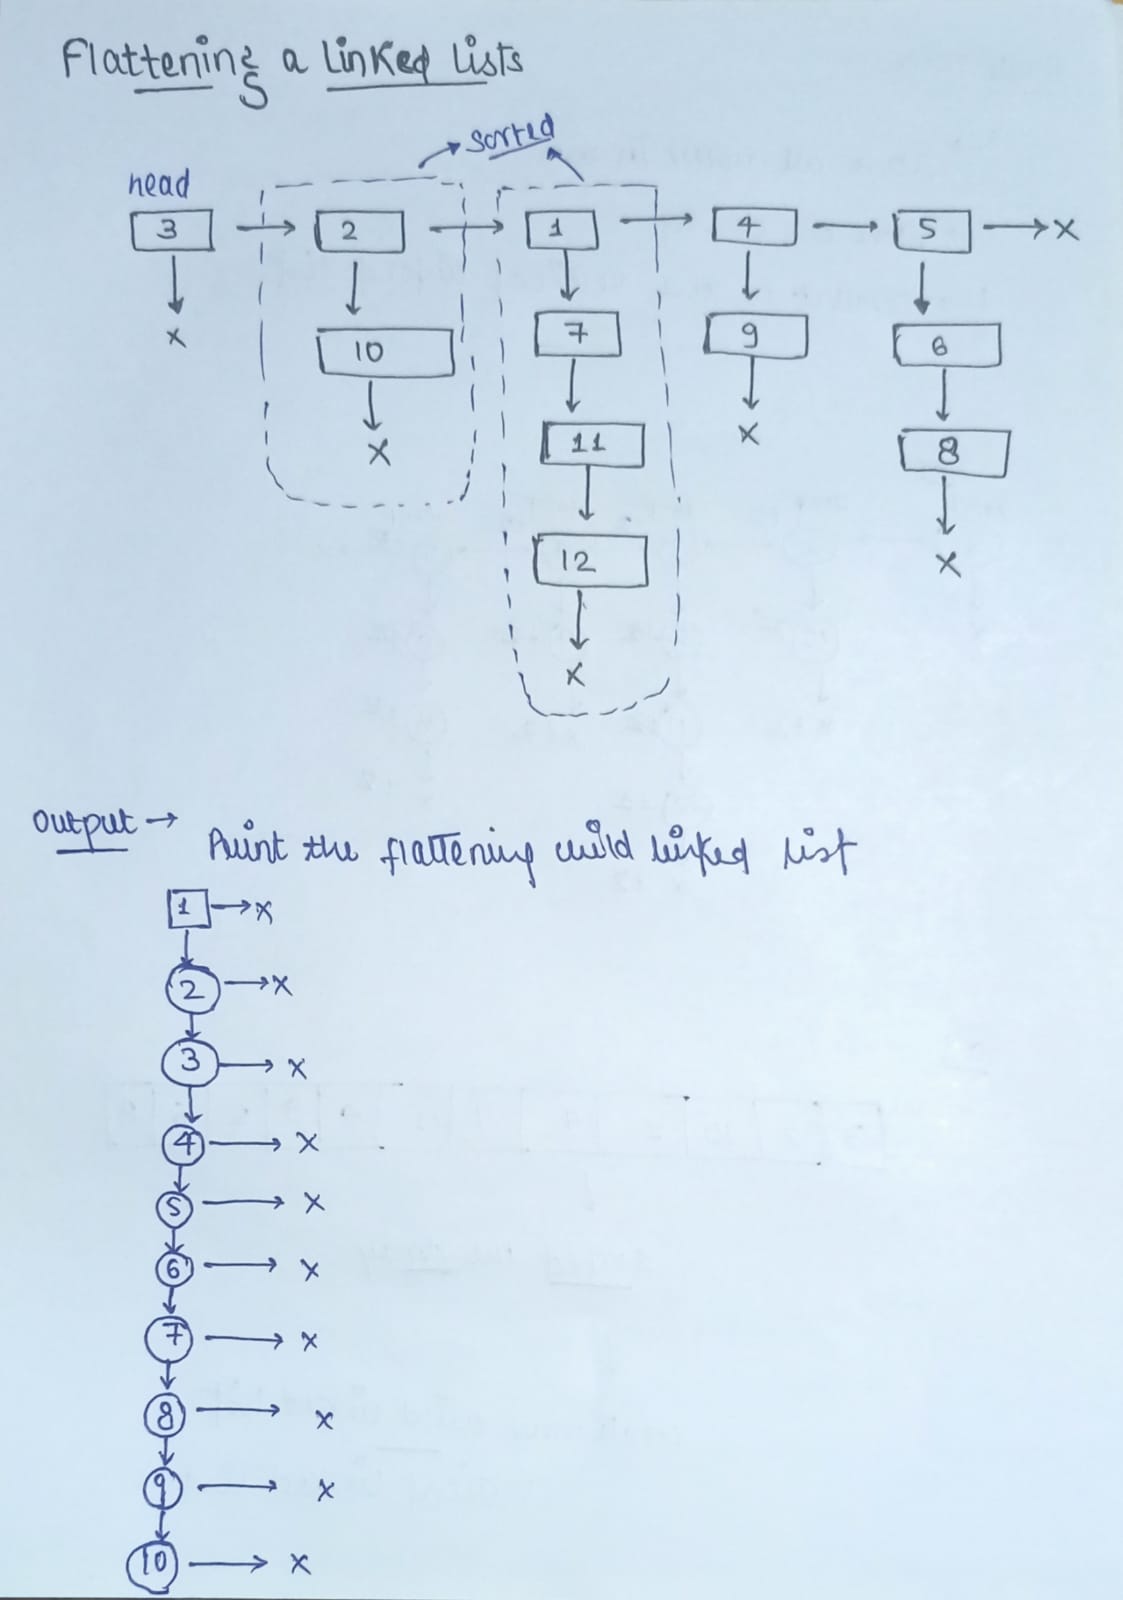 Flattening a Linked Lists
sorted
head
3 → 2 → 1 → 4 → 5 → x
x 10 7 9 6
x 11 x 8
12 x
x
Output →
Print the flattening child linked list
1 → x
2 → x
3 → x
4 → x
5 → x
6 → x
7 → x
8 → x
9 → x
10 → x